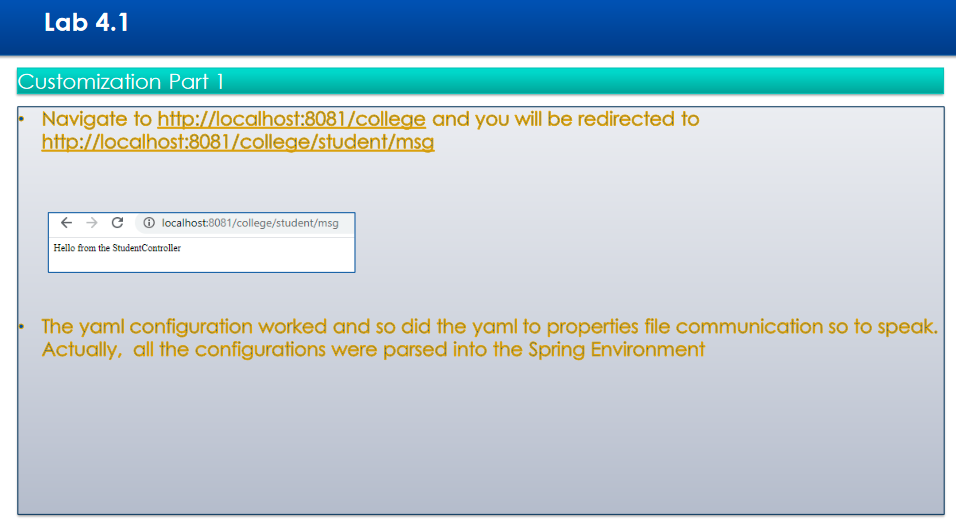 Lab 4.1
Customization Part 1
• Navigate to http://localhost:8081/college and you will be redirected to
http://localhost:8081/college/student/msg
localhost:8081/college/student/msg
Hello from the StudentController
• The yaml configuration worked and so did the yaml to properties file communication so to speak.
Actually, all the configurations were parsed into the Spring Environment